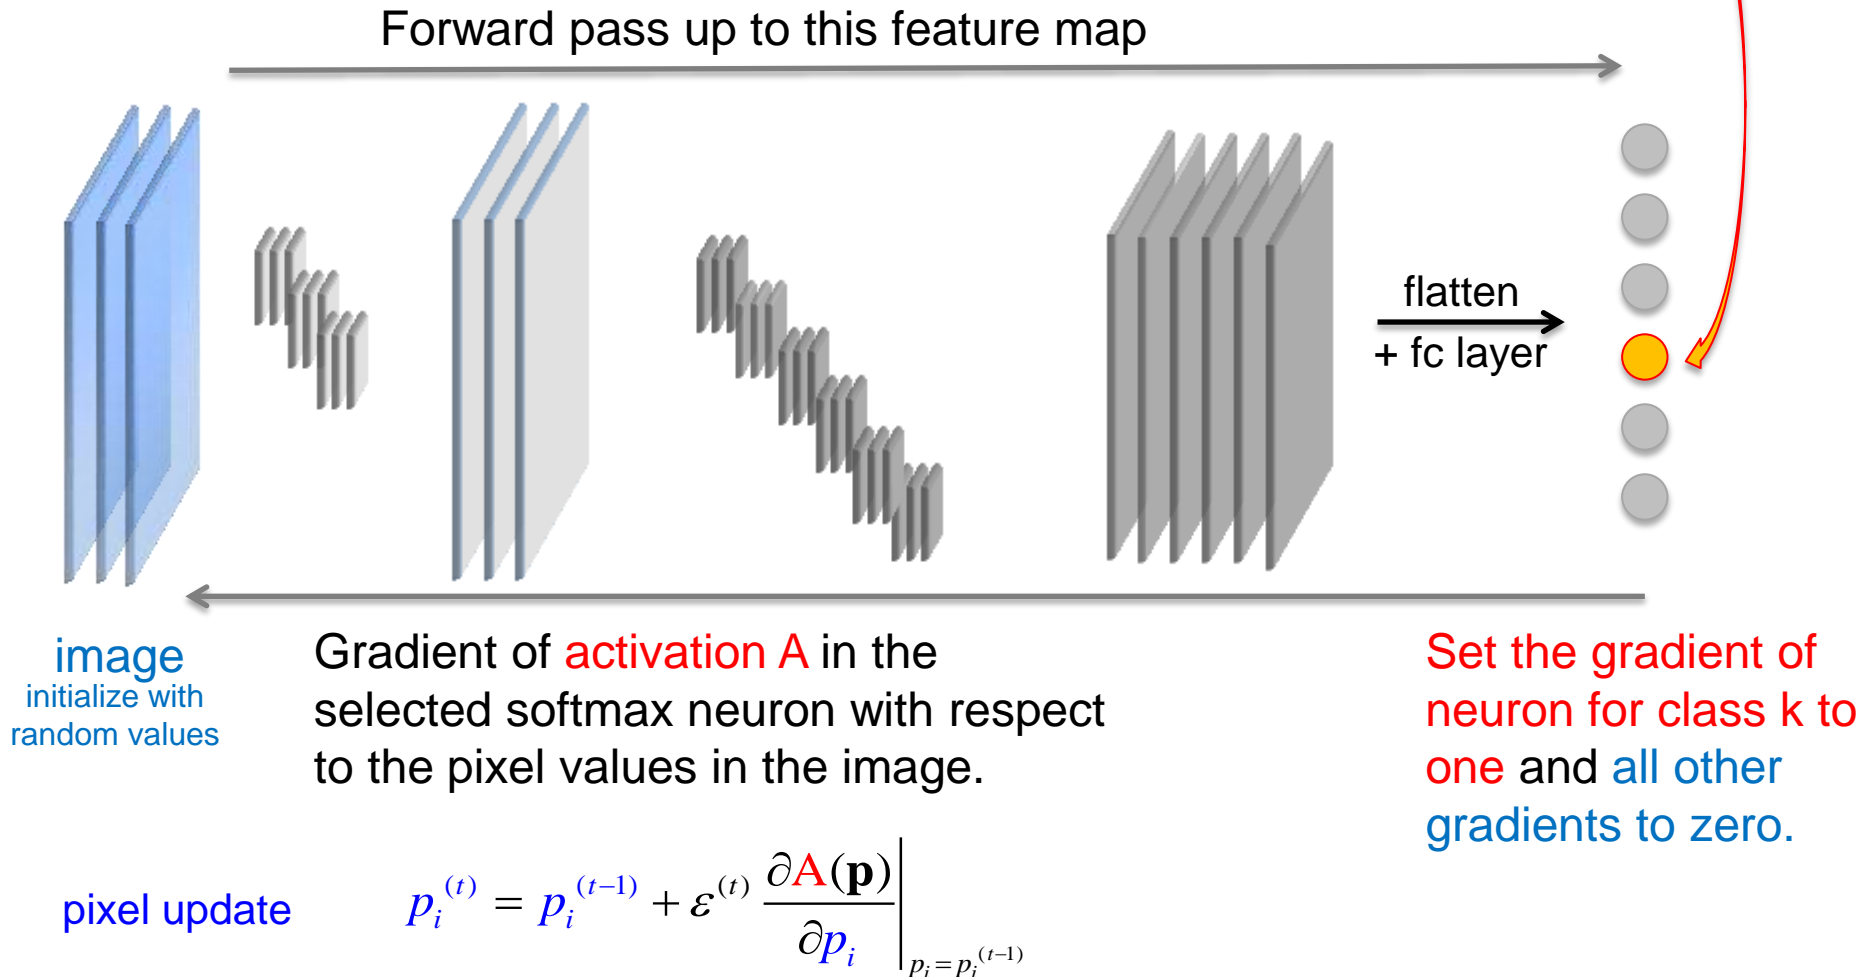 Forward pass up to this feature map
flatten
+ fc layer
image
initialize with
random values
Gradient of activation A in the
selected softmax neuron with respect
to the pixel values in the image.
Set the gradient of
neuron for class k to
one and all other
gradients to zero.
pixel update
p_i^{(t)} = p_i^{(t-1)} + ε^{(t)} ∂A(p)/∂p_i |_{p_i = p_i^{(t-1)}}